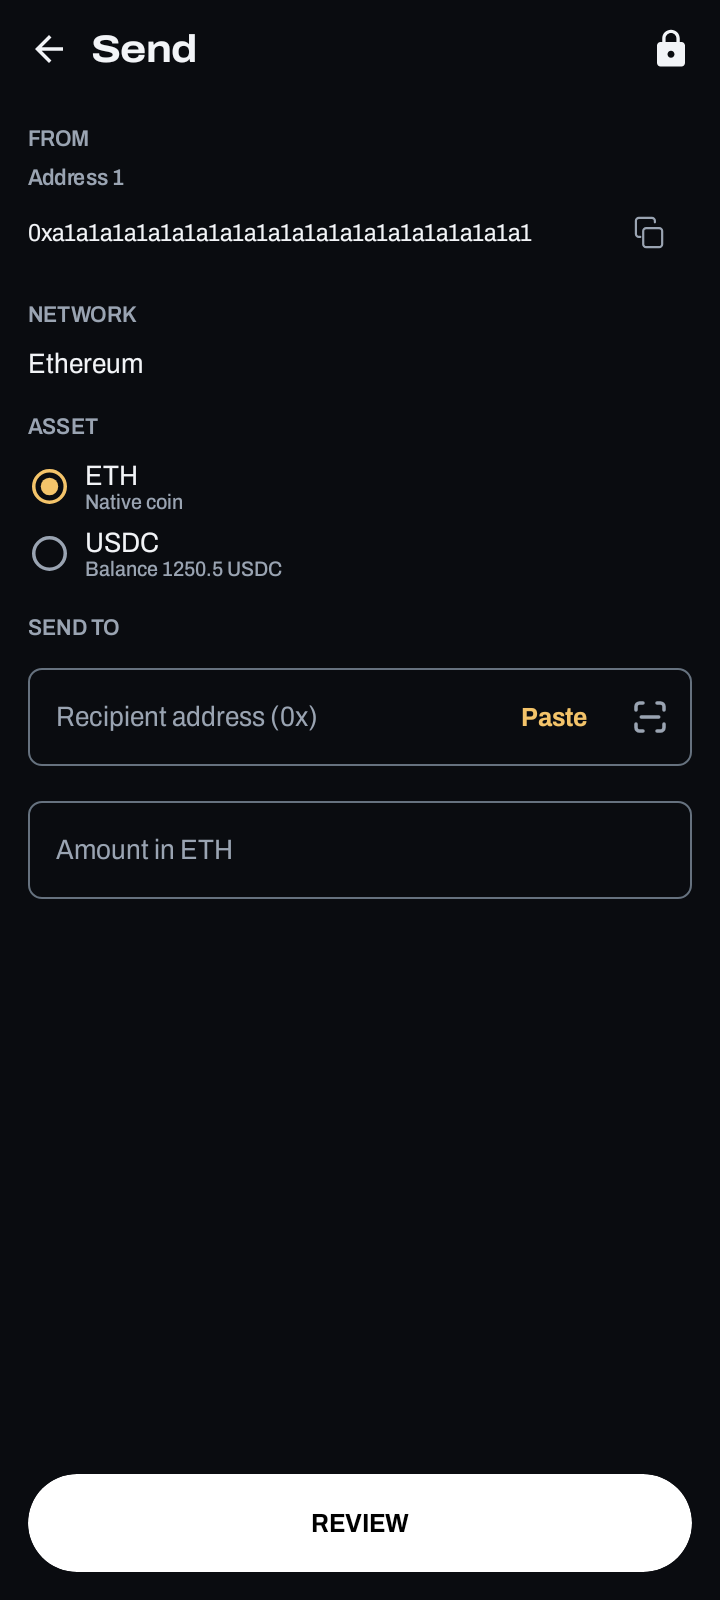 Send
FROM
Address 1
0xa1a1a1a1a1a1a1a1a1a1a1a1a1a1a1a1a1a1a1a1
NETWORK
Ethereum
ASSET
ETH
Native coin
USDC
Balance 1250.5 USDC
SEND TO
Recipient address (0x)
Paste
Amount in ETH
REVIEW